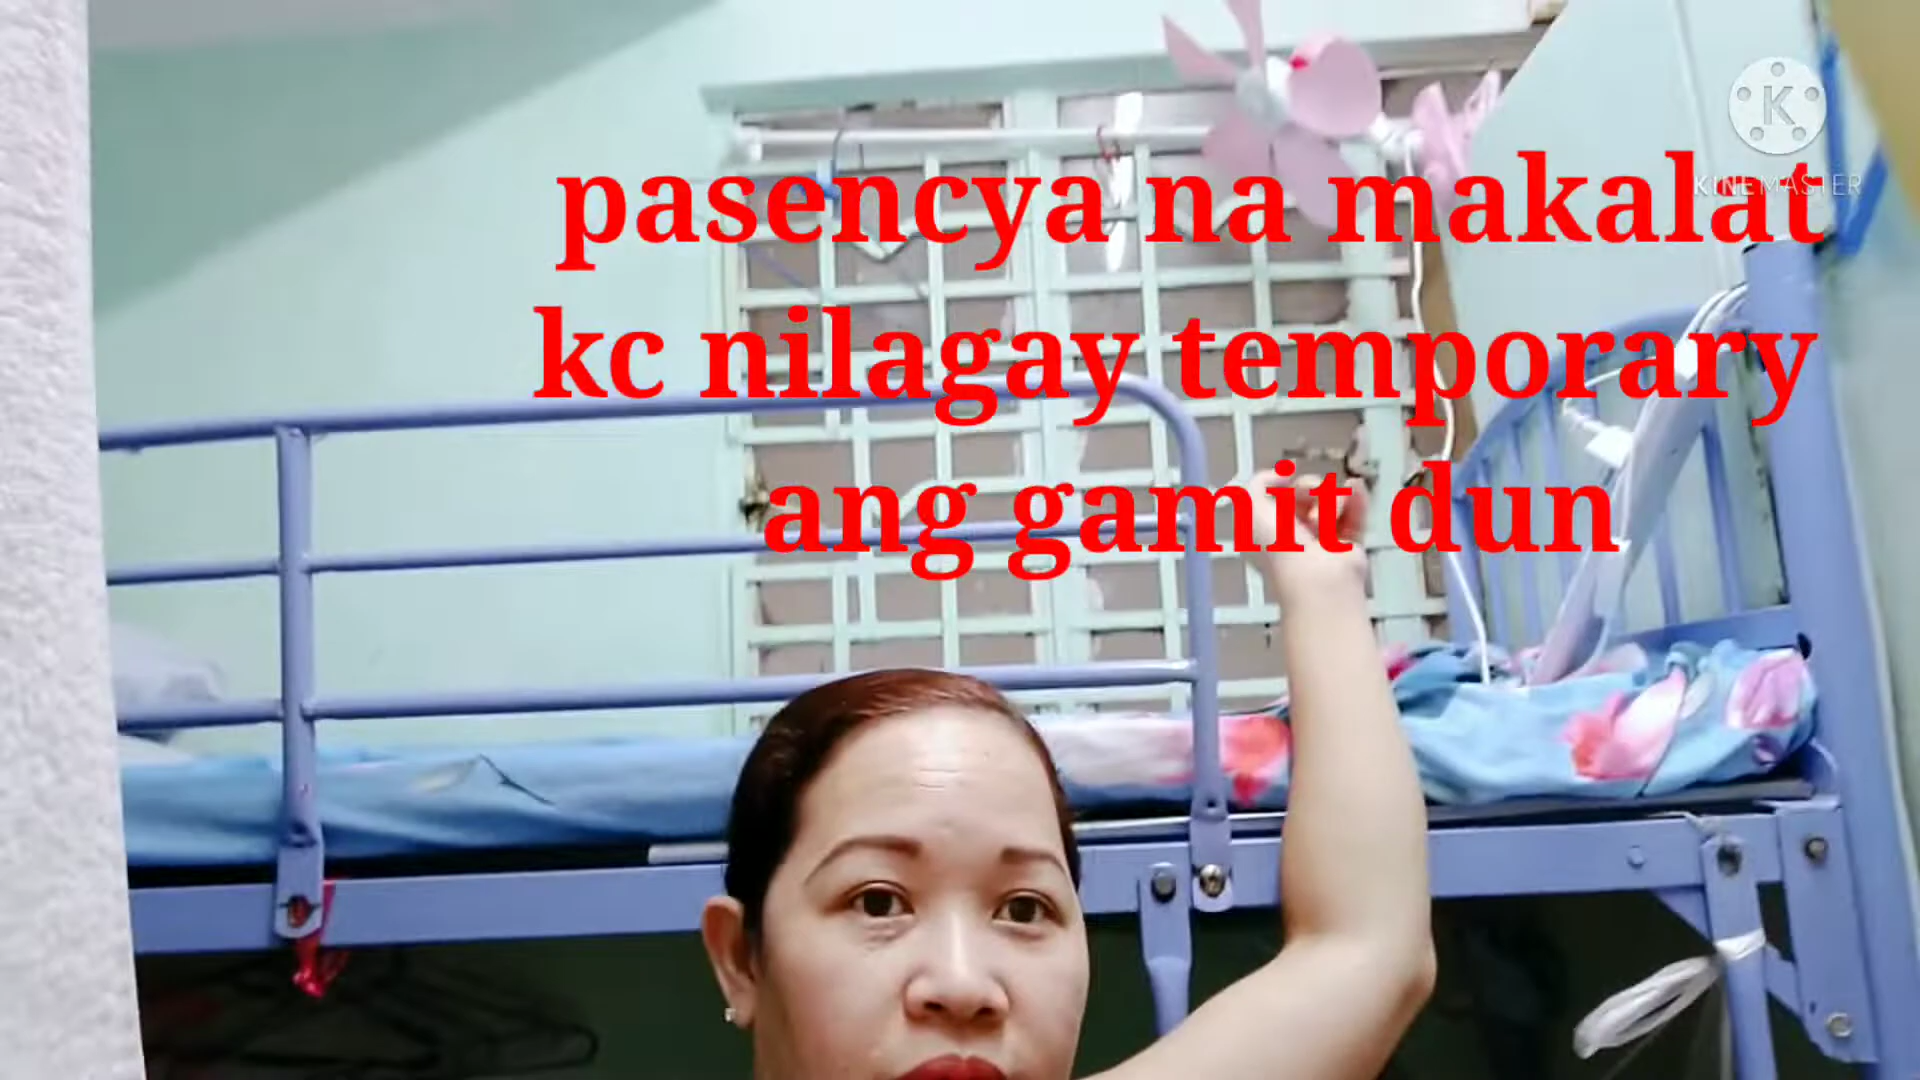 KINEMASTER
pasencya na makalat
kc nilagay temporary
ang gamit dun